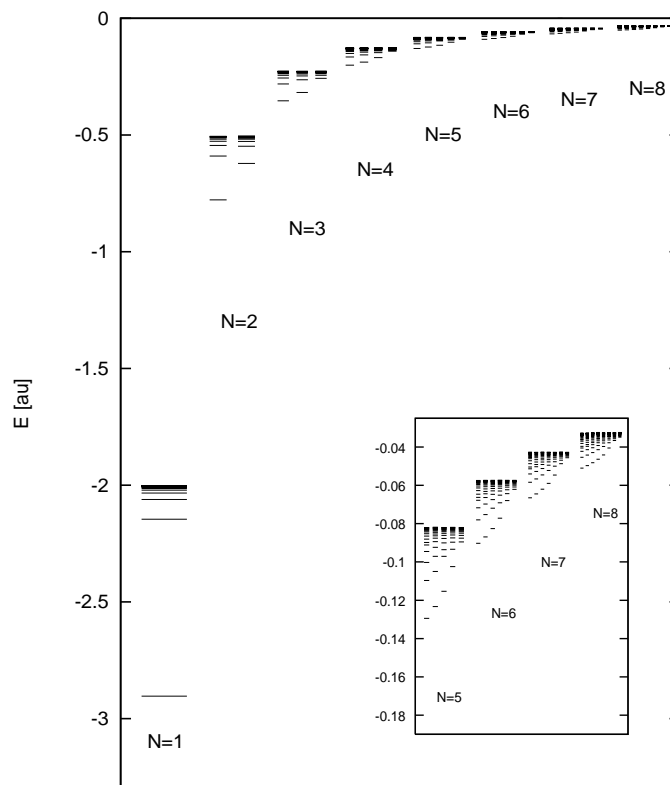 0
-0.5
-1
-1.5
-2
-2.5
-3
E [au]
N=1
N=2
N=3
N=4
N=5
N=6
N=7
N=8
-0.04
-0.06
-0.08
-0.1
-0.12
-0.14
-0.16
-0.18
N=5
N=6
N=7
N=8